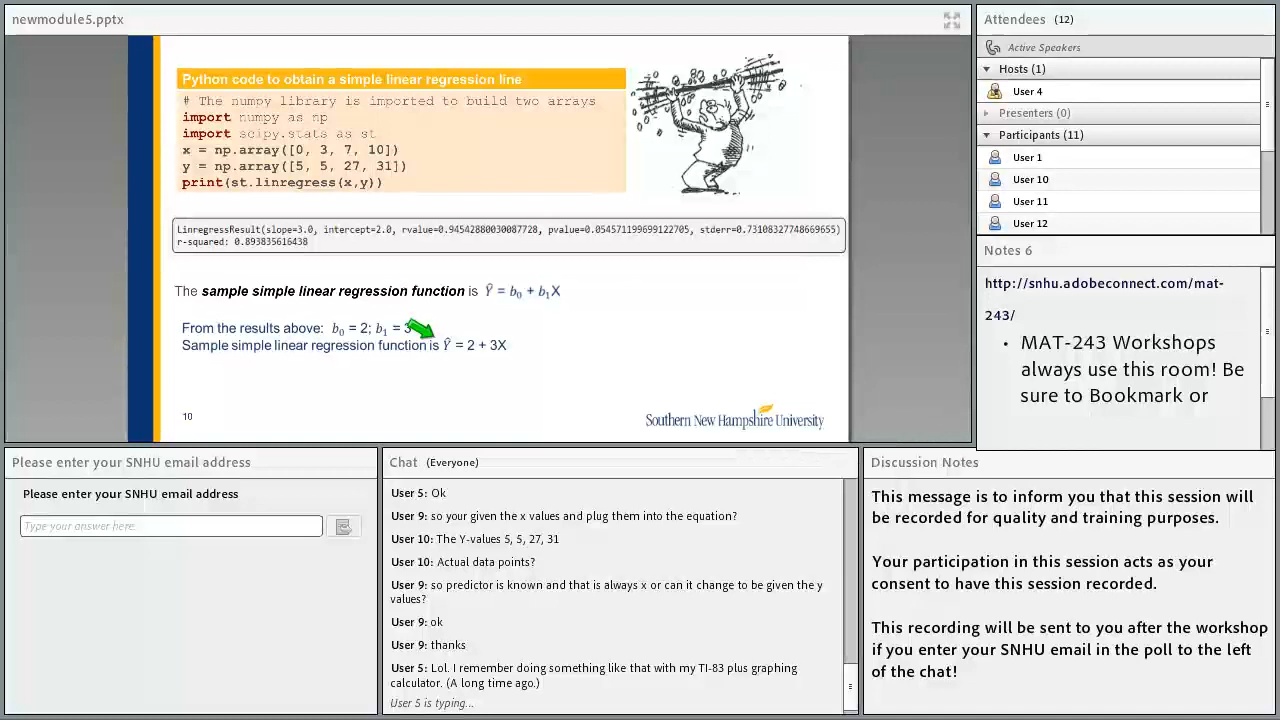 newmodule5.pptx
Python code to obtain a simple linear regression line
# The numpy library is imported to build two arrays
import numpy as np
import scipy.stats as st
x = np.array([0, 3, 7, 10])
y = np.array([5, 5, 27, 31])
print(st.linregress(x,y))
LinregressResult(slope=3.0, intercept=2.0, rvalue=0.94542880030087728, pvalue=0.054571199699122705, stderr=0.73108327748669655)
r-squared: 0.893835616438
The sample simple linear regression function is Ŷ = b₀ + b₁X
From the results above: b₀ = 2; b₁ = 3
Sample simple linear regression function is Ŷ = 2 + 3X
10
Southern New Hampshire University
Attendees (12)
Active Speakers
Hosts (1)
User 4
Presenters (0)
Participants (11)
User 1
User 10
User 11
User 12
Notes 6
http://snhu.adobeconnect.com/mat-
243/
• MAT-243 Workshops
always use this room! Be
sure to Bookmark or
Please enter your SNHU email address
Please enter your SNHU email address
Type your answer here.
Chat (Everyone)
User 5: Ok
User 9: so your given the x values and plug them into the equation?
User 10: The Y-values 5, 5, 27, 31
User 10: Actual data points?
User 9: so predictor is known and that is always x or can it change to be given the y
values?
User 9: ok
User 9: thanks
User 5: Lol. I remember doing something like that with my TI-83 plus graphing
calculator. (A long time ago.)
User 5 is typing...
Discussion Notes
This message is to inform you that this session will
be recorded for quality and training purposes.
Your participation in this session acts as your
consent to have this session recorded.
This recording will be sent to you after the workshop
if you enter your SNHU email in the poll to the left
of the chat!